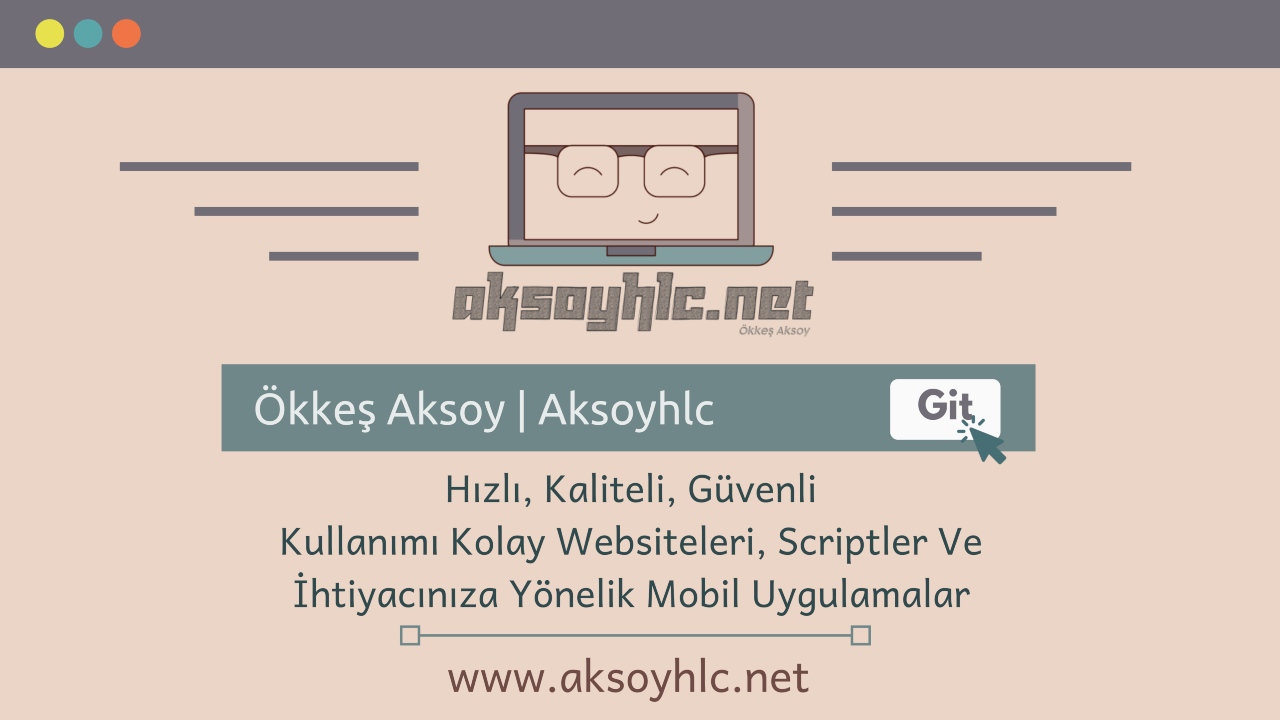 aksoyhlc.net
Ökkeş Aksoy
Ökkeş Aksoy | Aksoyhlc
Git
Hızlı, Kaliteli, Güvenli
Kullanımı Kolay Websiteleri, Scriptler Ve
İhtiyacınıza Yönelik Mobil Uygulamalar
www.aksoyhlc.net